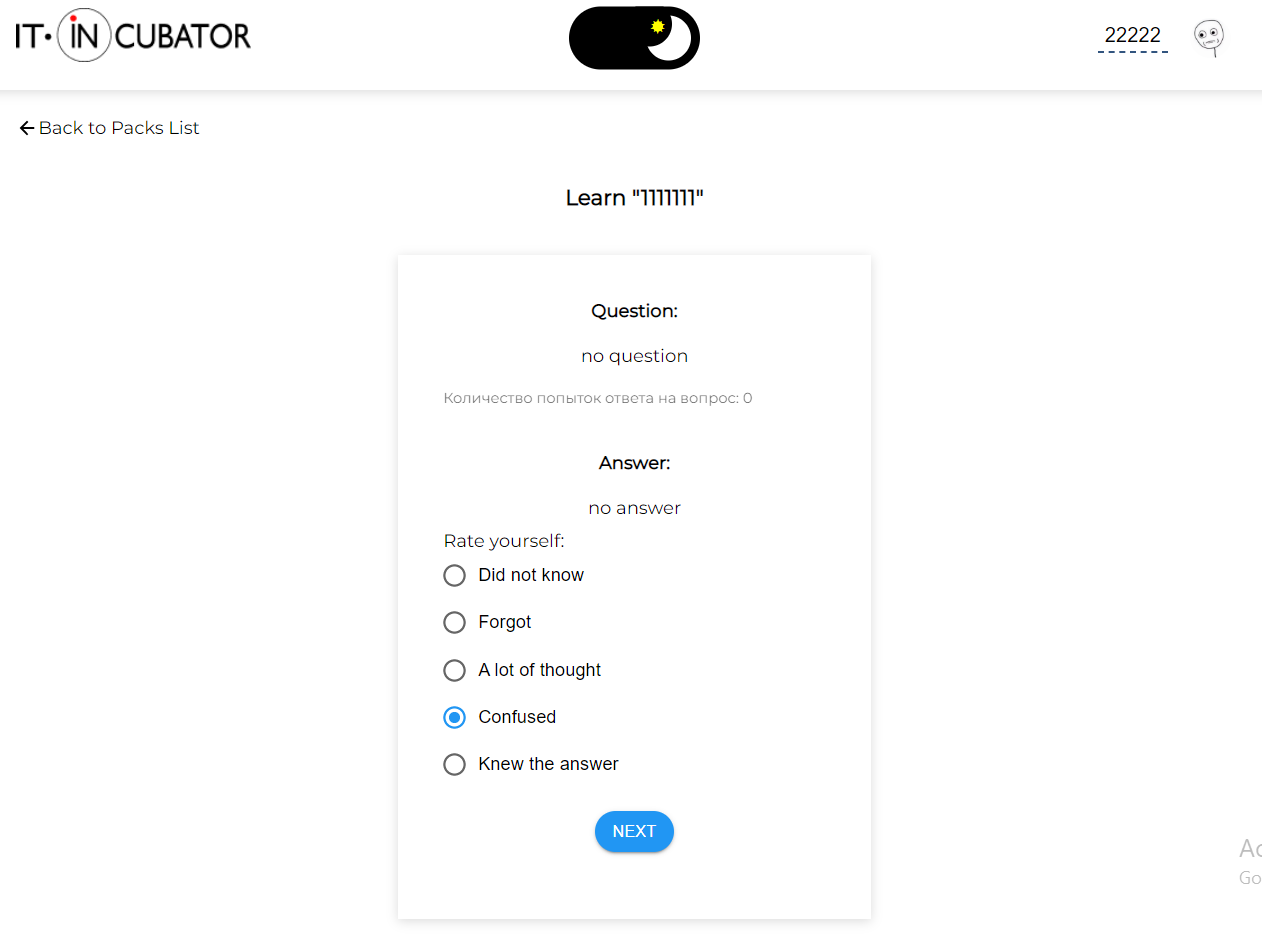 IT·INCUBATOR
22222
Back to Packs List
Learn "1111111"
Question:
no question
Количество попыток ответа на вопрос: 0
Answer:
no answer
Rate yourself:
Did not know
Forgot
A lot of thought
Confused
Knew the answer
NEXT
Go